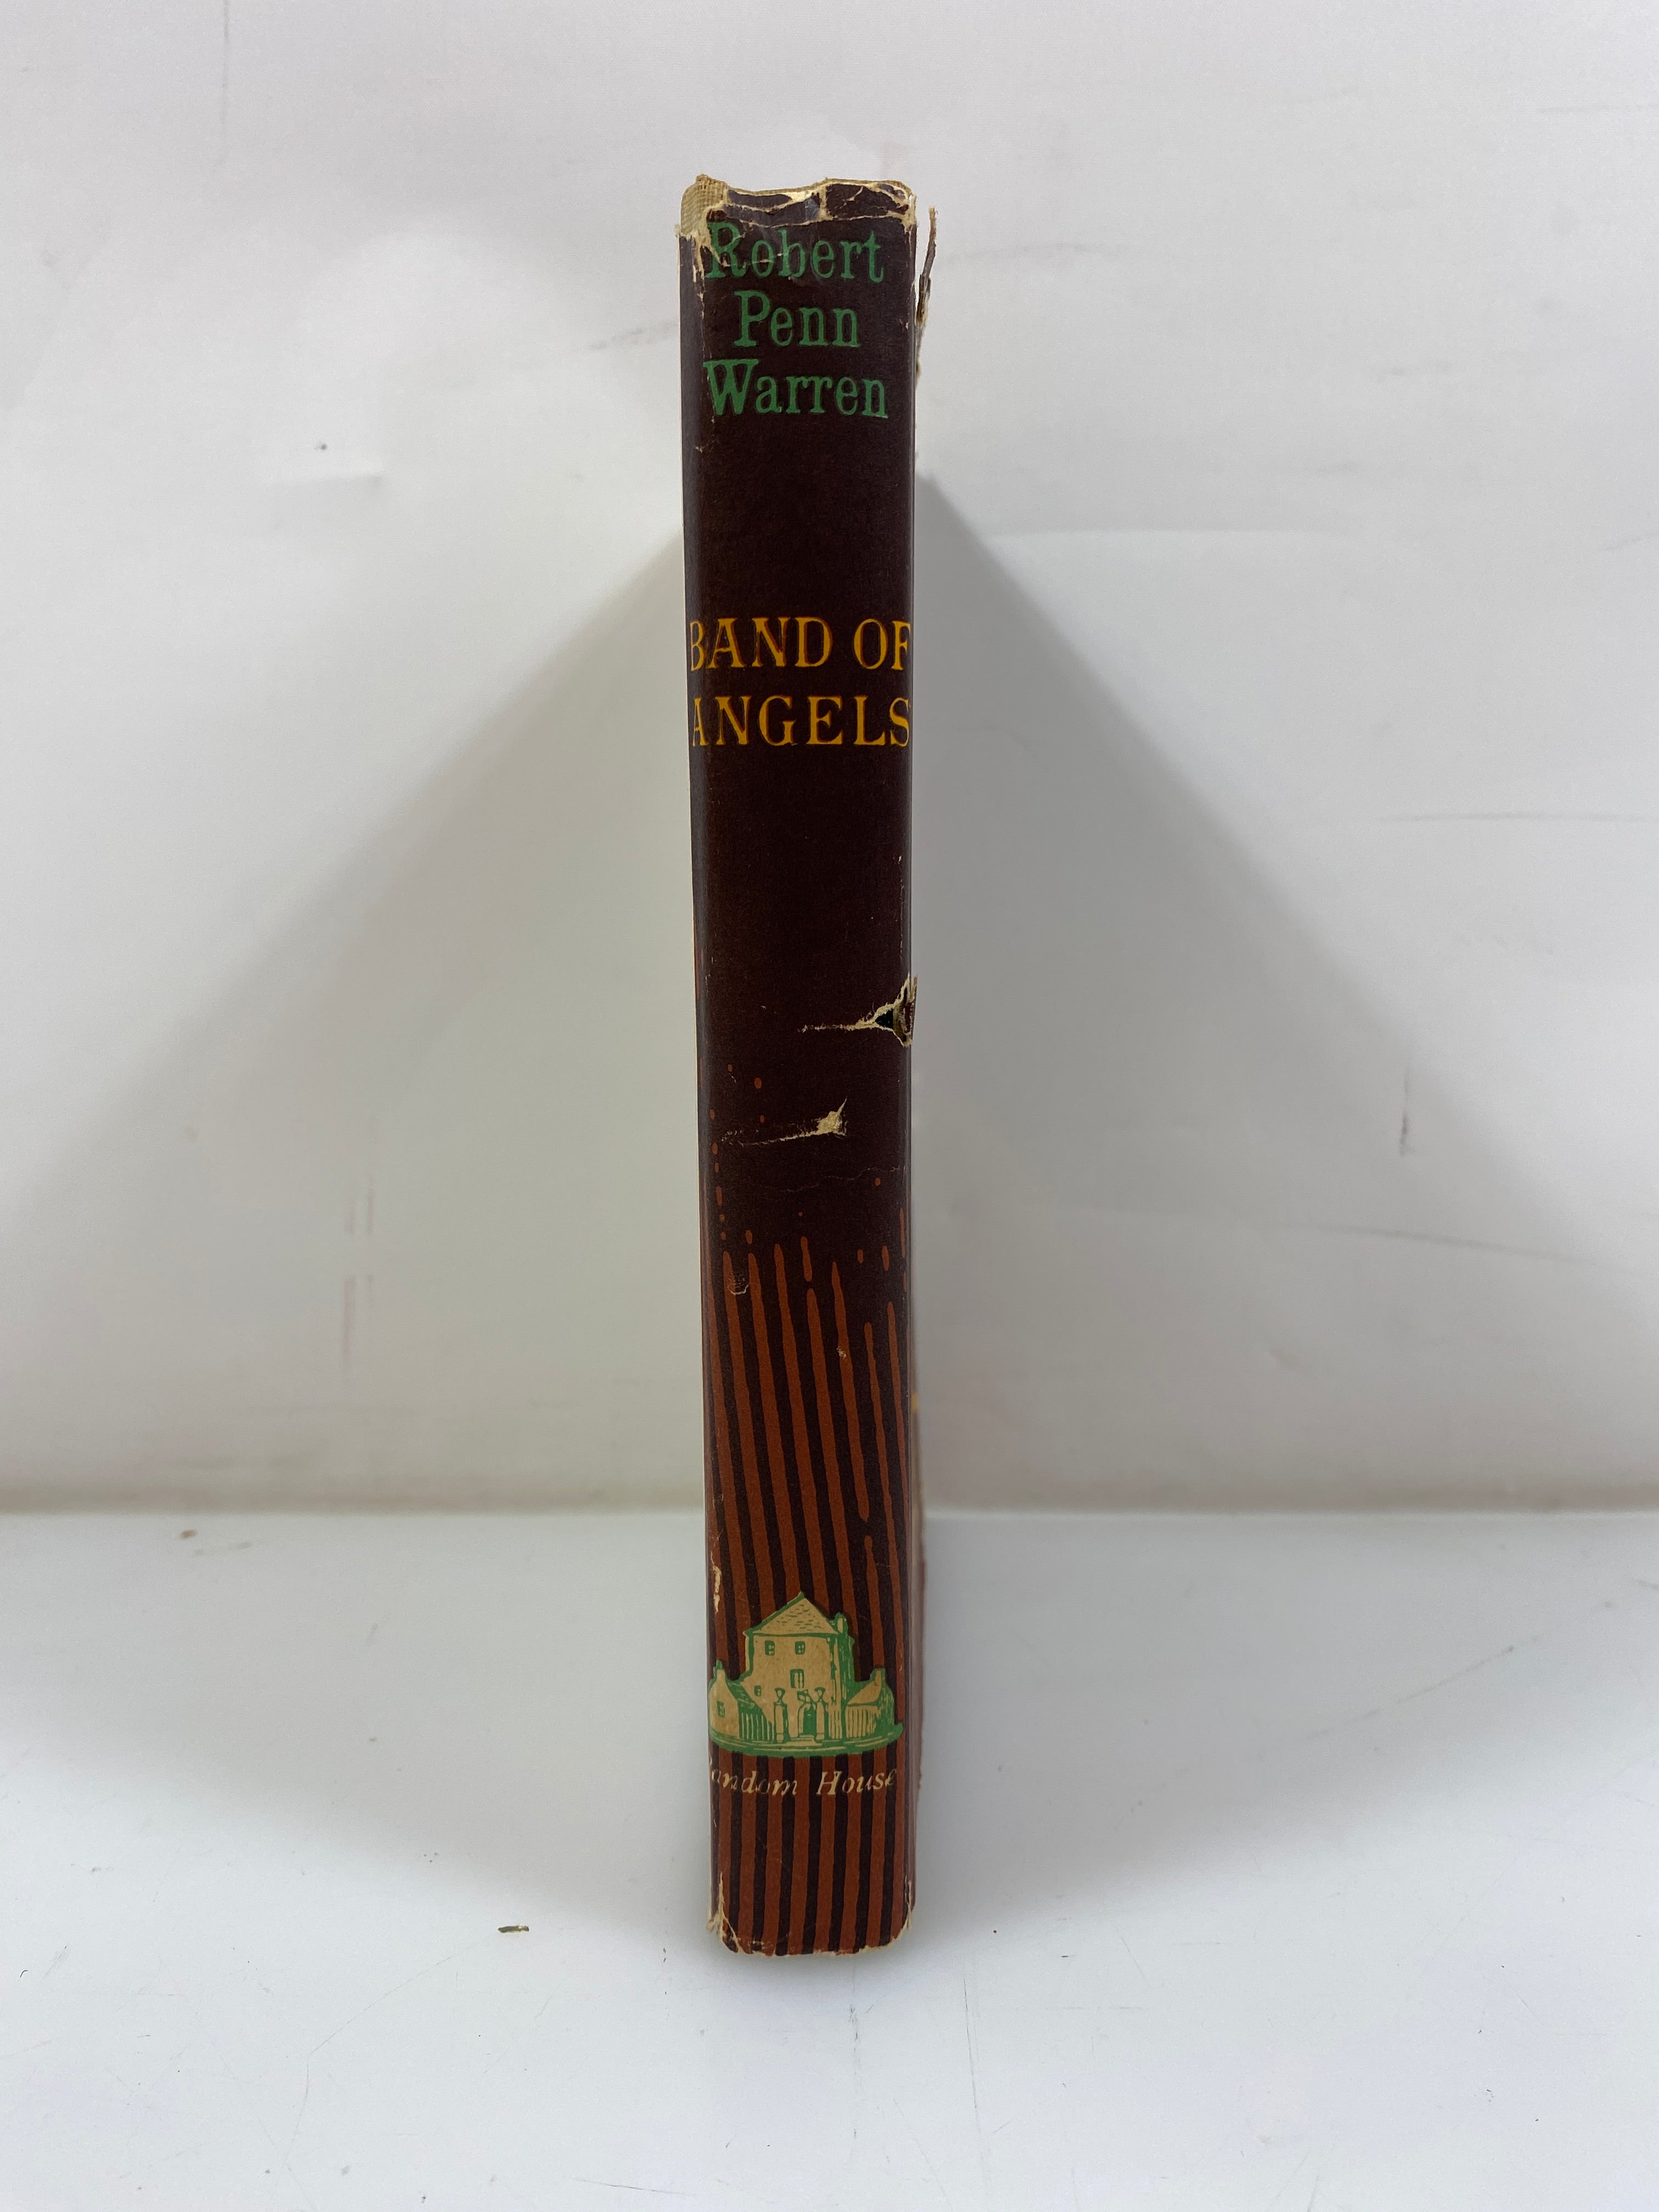 Robert
Penn
Warren
BAND OF
ANGELS
Random House